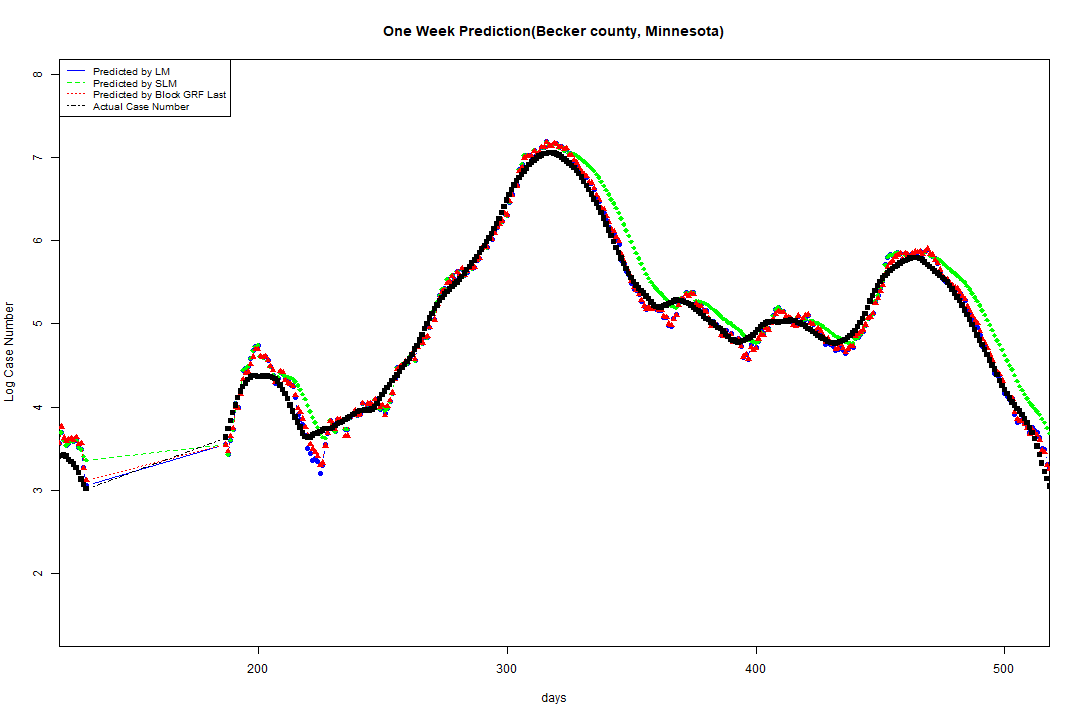 One Week Prediction(Becker county, Minnesota)
Predicted by LM
Predicted by SLM
Predicted by Block GRF Last
Actual Case Number
8
7
6
5
4
3
2
Log Case Number
200 300 400 500
days